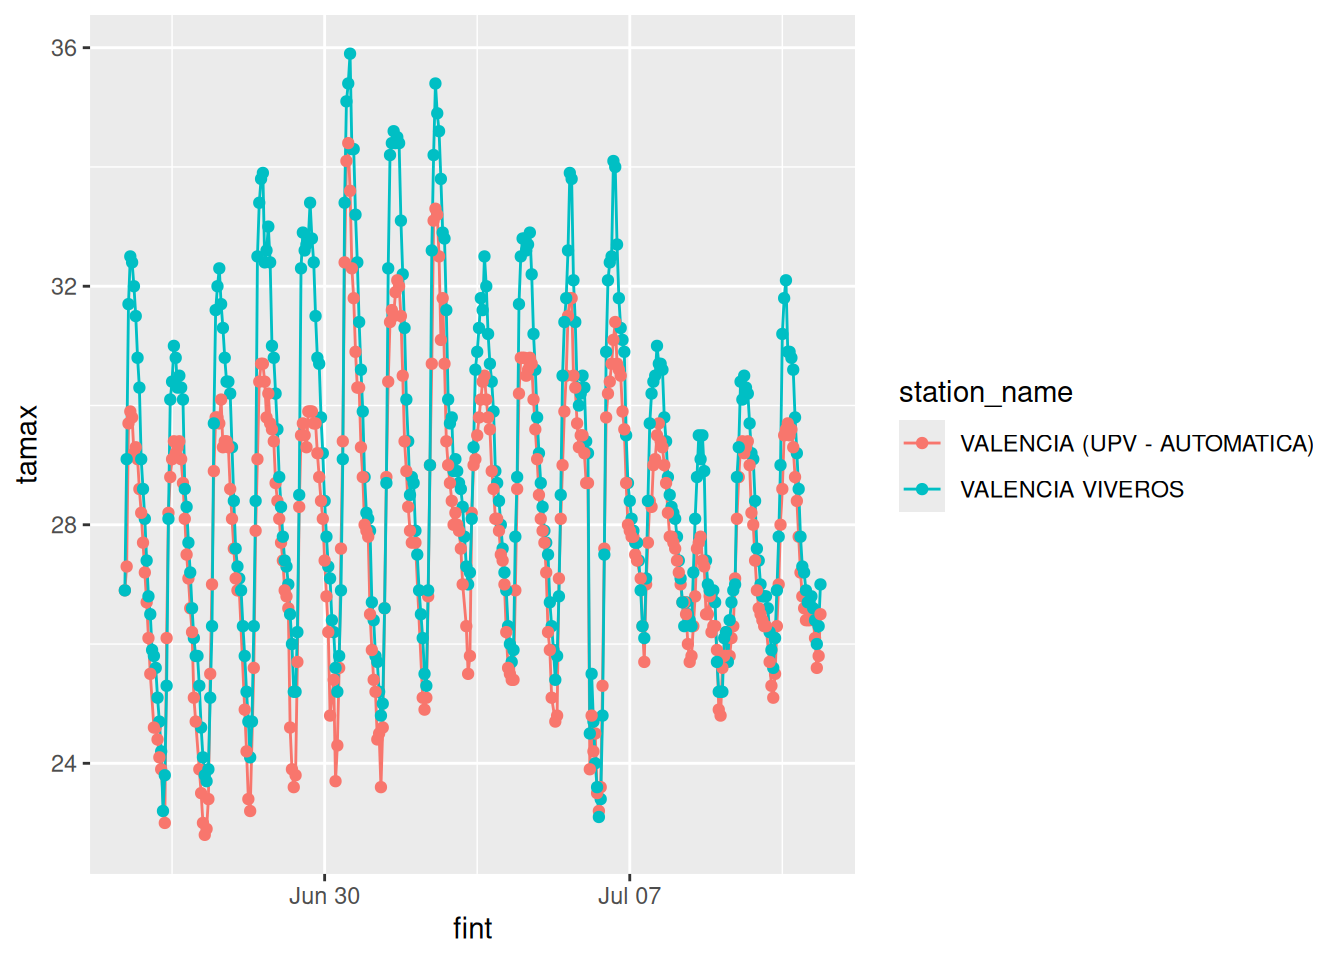 36
32
28
24
tamax
Jun 30
Jul 07
fint
station_name
VALENCIA (UPV - AUTOMATICA)
VALENCIA VIVEROS